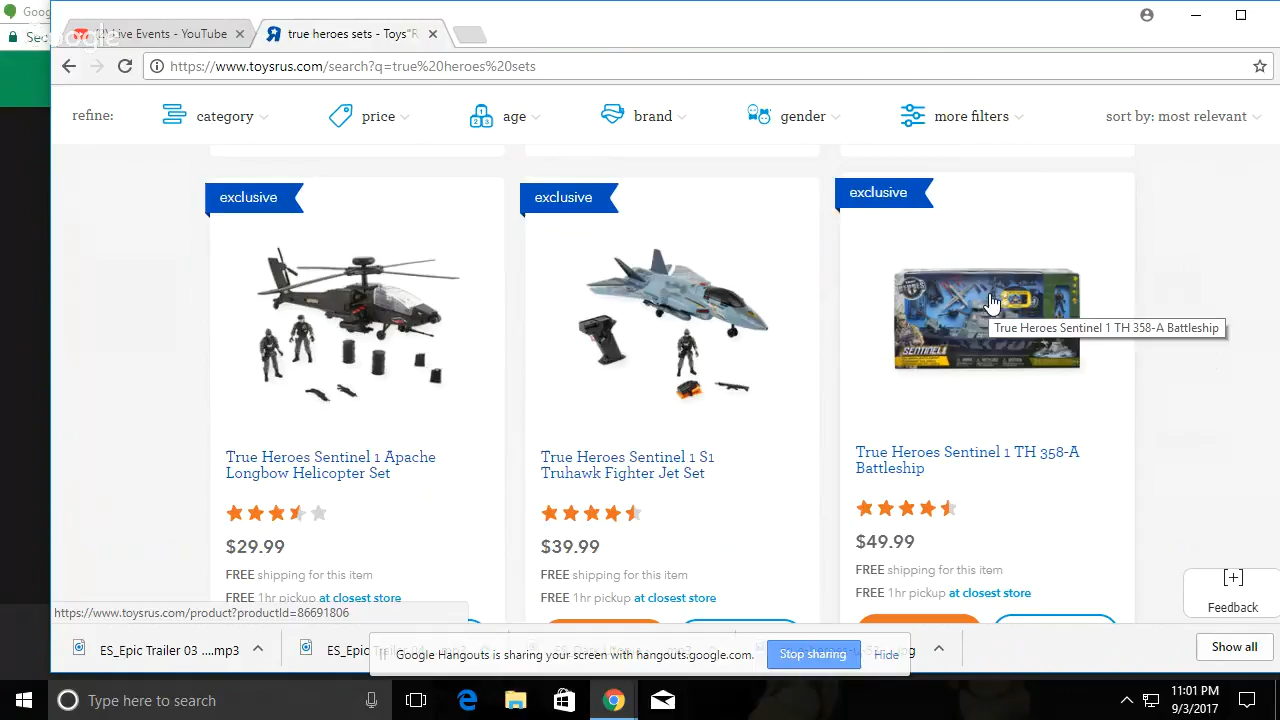 Goog
Live Events - YouTube
true heroes sets - Toys"R
Google
https://www.toysrus.com/search?q=true%20heroes%20sets
refine:
category
price
age
brand
gender
more filters
sort by: most relevant
exclusive
exclusive
exclusive
SENTINEL 1
True Heroes Sentinel 1 TH 358-A Battleship
True Heroes Sentinel 1 Apache
Longbow Helicopter Set
True Heroes Sentinel 1 S1
Truhawk Fighter Jet Set
True Heroes Sentinel 1 TH 358-A
Battleship
$29.99
$39.99
$49.99
FREE shipping for this item
FREE shipping for this item
FREE shipping for this item
FREE 1hr pickup at closest store
FREE 1hr pickup at closest store
FREE 1hr pickup at closest store
[+]
Feedback
https://www.toysrus.com/product?productId=86691806
ES_Epic Trailer 03 ....mp3
Google Hangouts is sharing your screen with hangouts.google.com.
Stop sharing
Hide
Show all
Type here to search
11:01 PM
9/3/2017